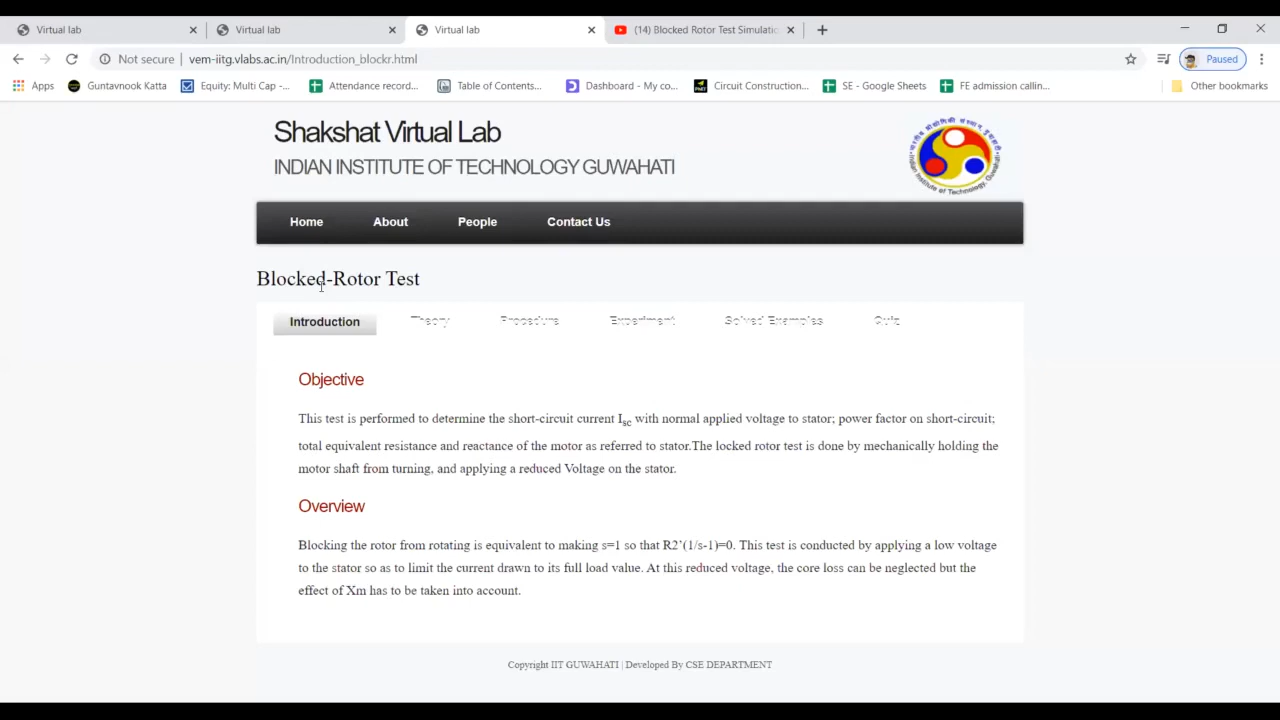 Virtual lab
Virtual lab
Virtual lab
(14) Blocked Rotor Test Simulatio
Not secure | vem-iitg.vlabs.ac.in/Introduction_blockr.html
Paused
Apps
Guntavnook Katta
Equity: Multi Cap -...
Attendance record...
Table of Contents...
Dashboard - My co...
Circuit Construction...
SE - Google Sheets
FE admission callin...
Other bookmarks
Shakshat Virtual Lab
INDIAN INSTITUTE OF TECHNOLOGY GUWAHATI
Home About People Contact Us
Blocked-Rotor Test
Introduction Theory Procedure Experiment Solved Examples Quiz
Objective
This test is performed to determine the short-circuit current Isc with normal applied voltage to stator; power factor on short-circuit;
total equivalent resistance and reactance of the motor as referred to stator.The locked rotor test is done by mechanically holding the
motor shaft from turning, and applying a reduced Voltage on the stator.
Overview
Blocking the rotor from rotating is equivalent to making s=1 so that R2’(1/s-1)=0. This test is conducted by applying a low voltage
to the stator so as to limit the current drawn to its full load value. At this reduced voltage, the core loss can be neglected but the
effect of Xm has to be taken into account.
Copyright IIT GUWAHATI | Developed By CSE DEPARTMENT